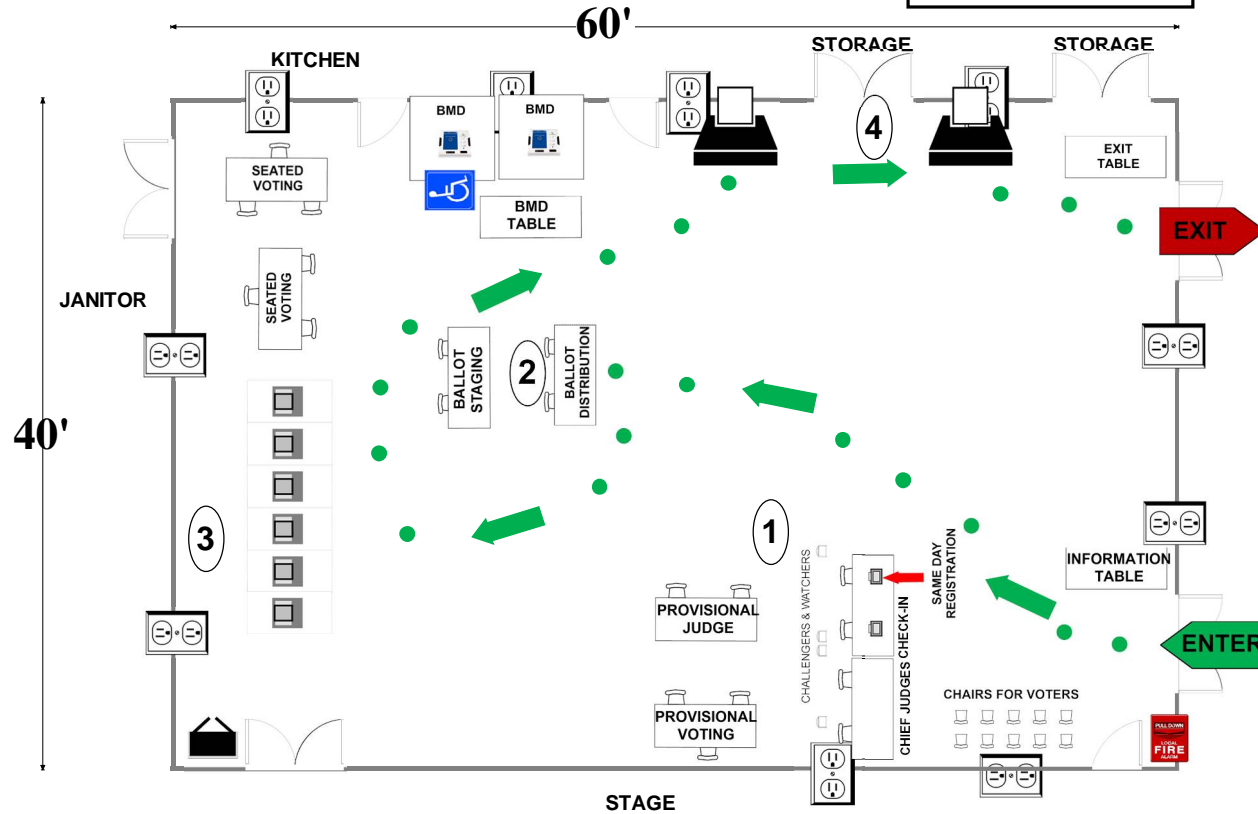 60'
STORAGE
STORAGE
KITCHEN
BMD
BMD
4
EXIT
TABLE
SEATED
VOTING
BMD
TABLE
EXIT
SEATED
VOTING
JANITOR
BALLOT
STAGING
2
BALLOT
DISTRIBUTION
40'
3
1
CHALLENGERS & WATCHERS
SAME DAY
REGISTRATION
INFORMATION
TABLE
PROVISIONAL
JUDGE
CHIEF JUDGES CHECK-IN
ENTER
CHAIRS FOR VOTERS
PROVISIONAL
VOTING
PULL DOWN
LOCAL
FIRE
ALARM
STAGE